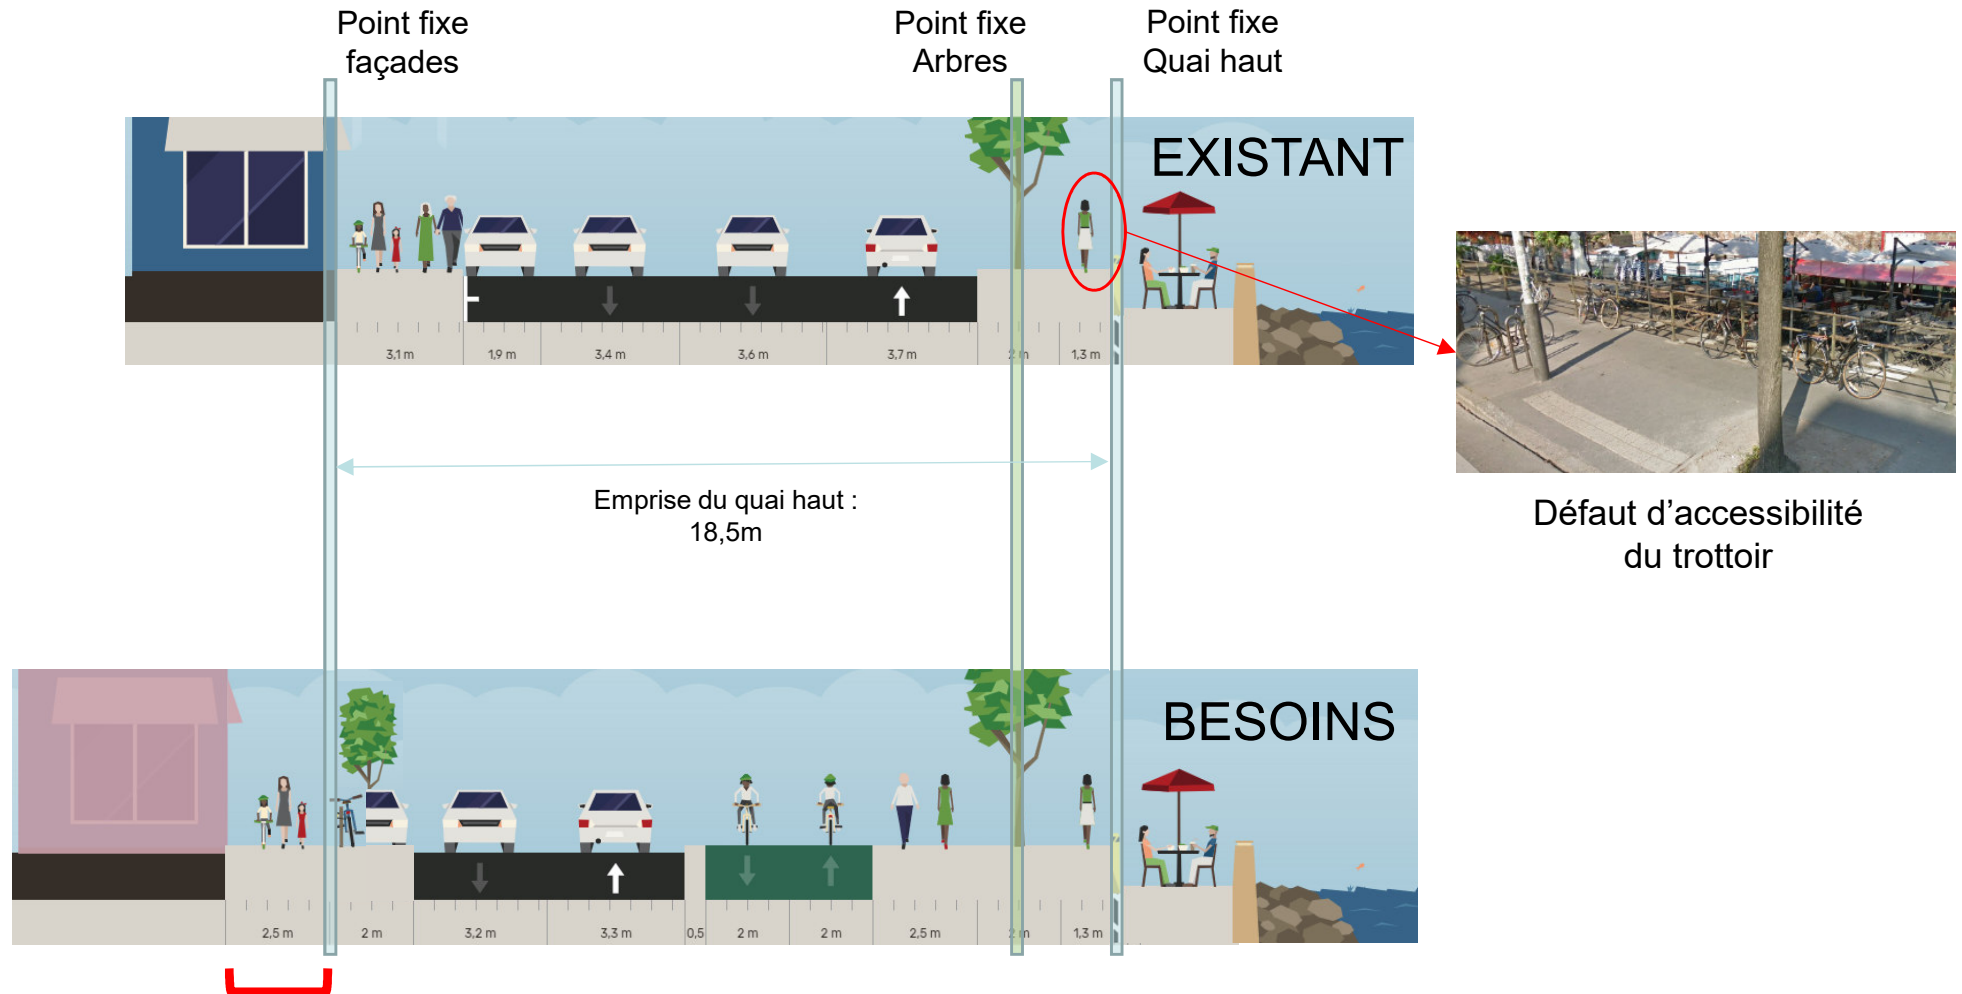 Point fixe
façades
Point fixe
Arbres
Point fixe
Quai haut
EXISTANT
3,1 m
1,9 m
3,4 m
3,6 m
3,7 m
2 m
1,3 m
Emprise du quai haut :
18,5m
Défaut d’accessibilité
du trottoir
BESOINS
2,5 m
2 m
3,2 m
3,3 m
0,5
2 m
2 m
2,5 m
2 m
1,3 m